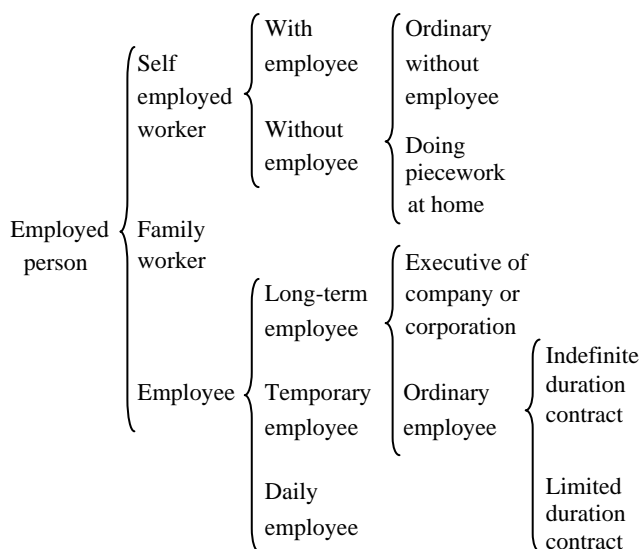 Employed
person
Self
employed
worker
With
employee
Without
employee
Ordinary
without
employee
Doing
piecework
at home
Family
worker
Employee
Long-term
employee
Executive of
company or
corporation
Ordinary
employee
Indefinite
duration
contract
Limited
duration
contract
Temporary
employee
Daily
employee